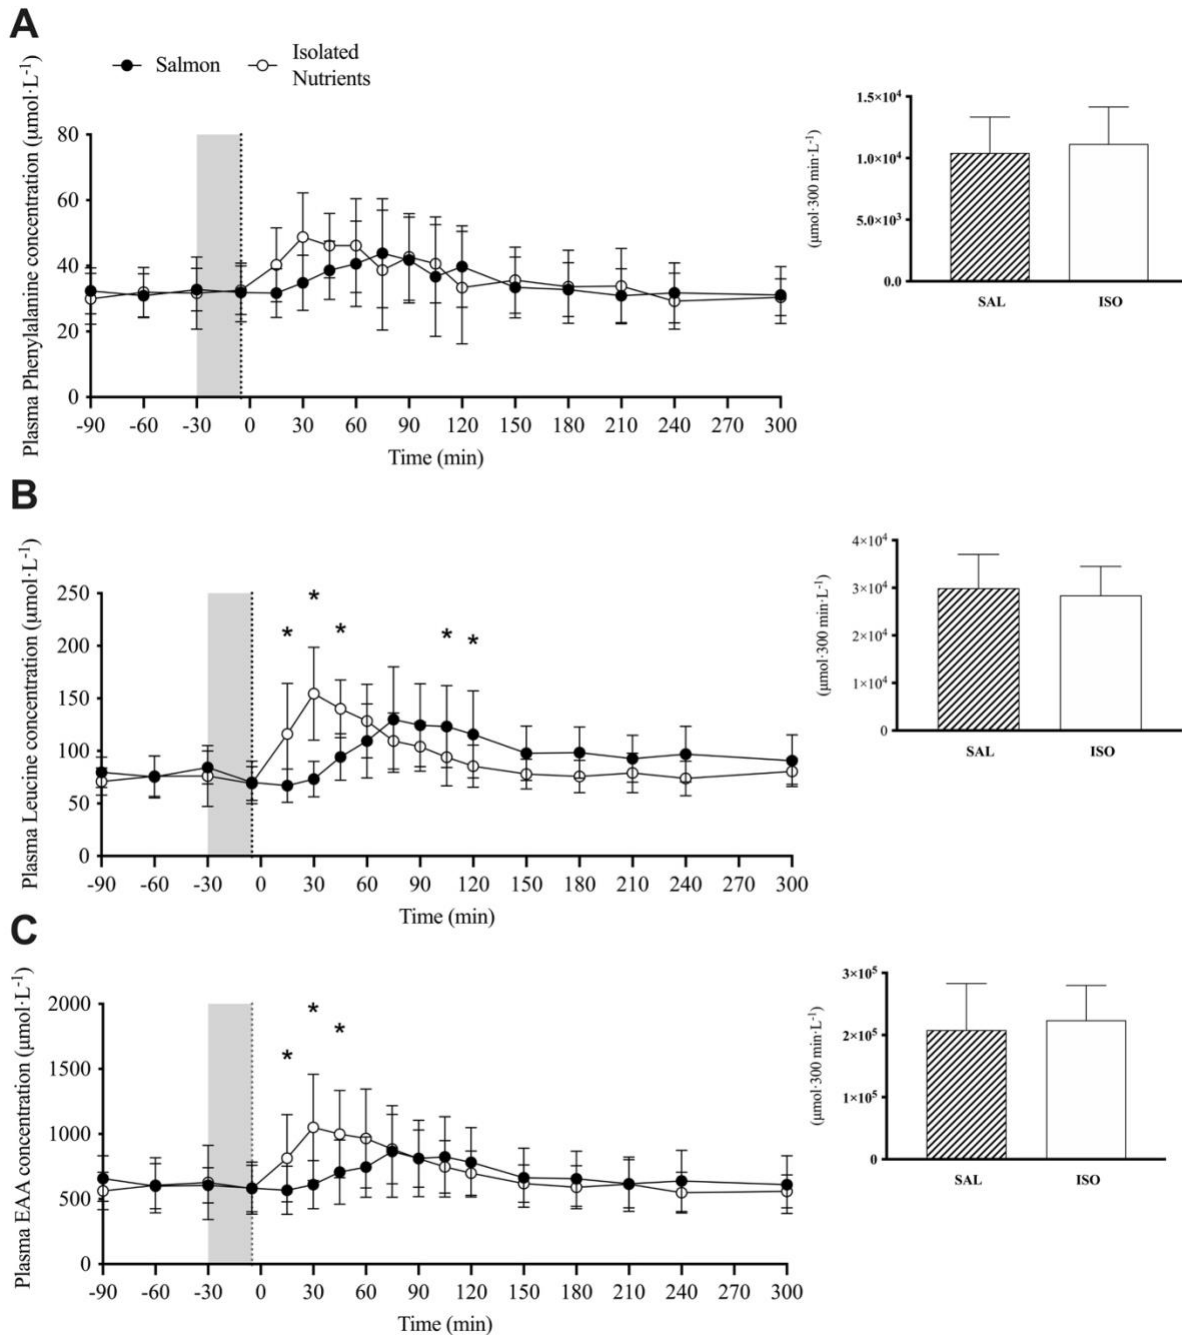 A
Salmon
Isolated
Nutrients
Plasma Phenylalanine concentration (µmol·L⁻¹)
80
60
40
20
0
-90 -60 -30 0 30 60 90 120 150 180 210 240 270 300
Time (min)
(µmol·300 min·L⁻¹)
1.5×10⁴
1.0×10⁴
5.0×10³
0.0
SAL ISO
B
Plasma Leucine concentration (µmol·L⁻¹)
250
200
150
100
50
0
* * * * *
-90 -60 -30 0 30 60 90 120 150 180 210 240 270 300
Time (min)
(µmol·300 min·L⁻¹)
4×10⁴
3×10⁴
2×10⁴
1×10⁴
0
SAL ISO
C
Plasma EAA concentration (µmol·L⁻¹)
2000
1500
1000
500
0
* * *
-90 -60 -30 0 30 60 90 120 150 180 210 240 270 300
Time (min)
(µmol·300 min·L⁻¹)
3×10⁵
2×10⁵
1×10⁵
0
SAL ISO